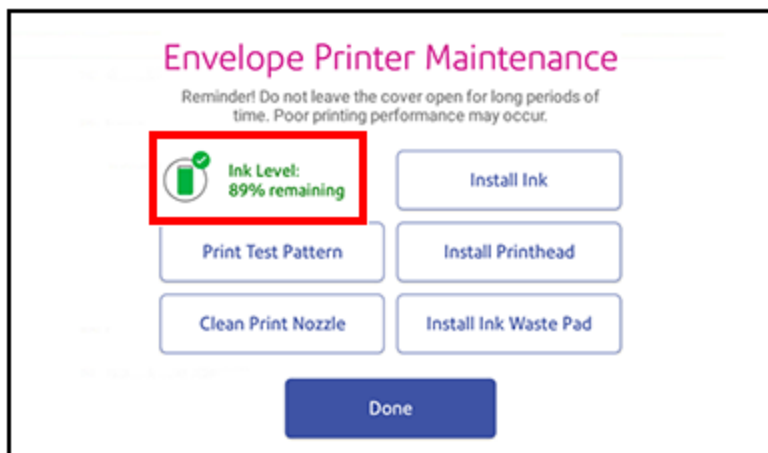 Envelope Printer Maintenance
Reminder! Do not leave the cover open for long periods of
time. Poor printing performance may occur.
Ink Level:
89% remaining
Install Ink
Print Test Pattern
Install Printhead
Clean Print Nozzle
Install Ink Waste Pad
Done